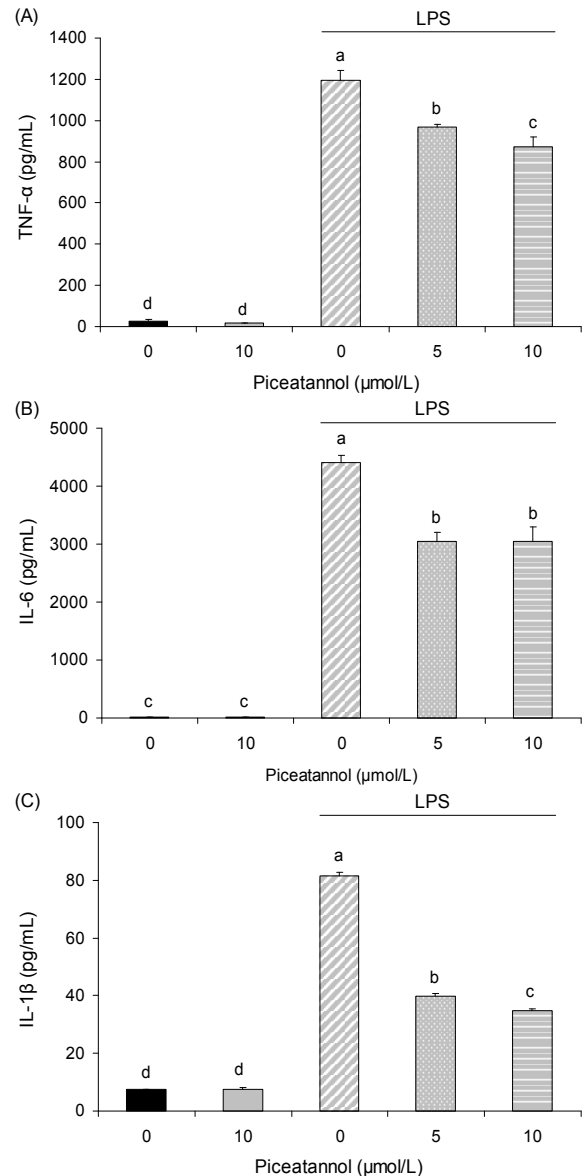 (A)
LPS
1400
1200
1000
800
600
400
200
0
TNF-α (pg/mL)
a
b
c
d
d
0 10 0 5 10
Piceatannol (µmol/L)
(B)
LPS
5000
4000
3000
2000
1000
0
IL-6 (pg/mL)
a
b
b
c
c
0 10 0 5 10
Piceatannol (µmol/L)
(C)
LPS
100
80
60
40
20
0
IL-1β (pg/mL)
a
b
c
d
d
0 10 0 5 10
Piceatannol (µmol/L)